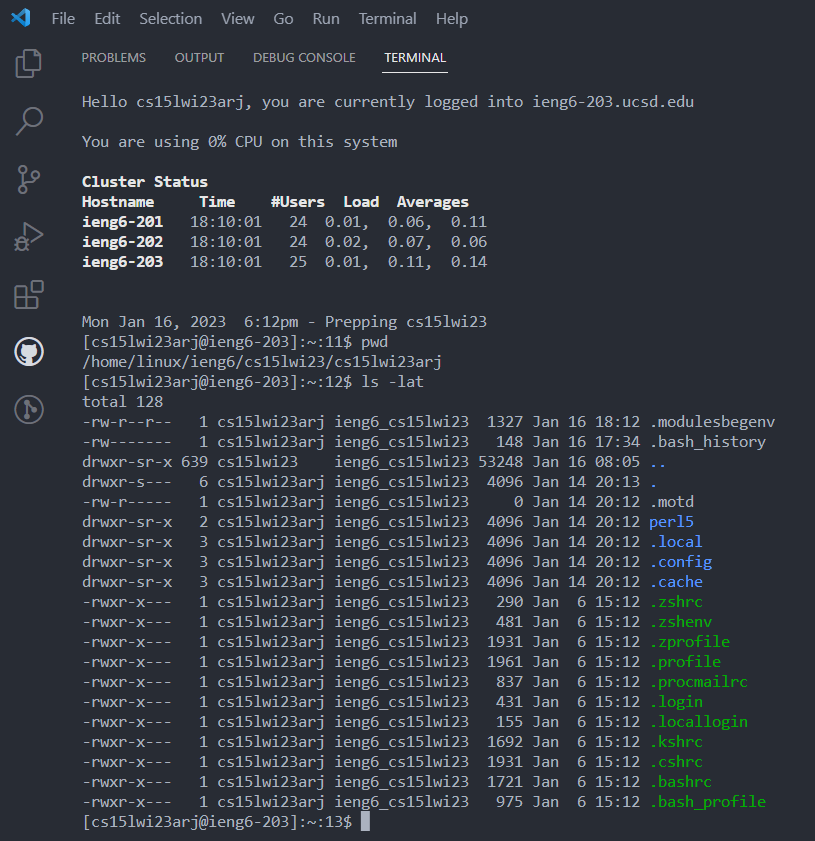 File Edit Selection View Go Run Terminal Help
PROBLEMS OUTPUT DEBUG CONSOLE TERMINAL
Hello cs15lwi23arj, you are currently logged into ieng6-203.ucsd.edu
You are using 0% CPU on this system
Cluster Status
Hostname     Time    #Users  Load  Averages
ieng6-201   18:10:01   24  0.01,  0.06,  0.11
ieng6-202   18:10:01   24  0.02,  0.07,  0.06
ieng6-203   18:10:01   25  0.01,  0.11,  0.14
Mon Jan 16, 2023  6:12pm - Prepping cs15lwi23
[cs15lwi23arj@ieng6-203]:~:11$ pwd
/home/linux/ieng6/cs15lwi23/cs15lwi23arj
[cs15lwi23arj@ieng6-203]:~:12$ ls -lat
total 128
-rw-r--r--   1 cs15lwi23arj ieng6_cs15lwi23  1327 Jan 16 18:12 .modulesbegenv
-rw-------   1 cs15lwi23arj ieng6_cs15lwi23   148 Jan 16 17:34 .bash_history
drwxr-sr-x 639 cs15lwi23    ieng6_cs15lwi23 53248 Jan 16 08:05 ..
drwxr-s---   6 cs15lwi23arj ieng6_cs15lwi23  4096 Jan 14 20:13 .
-rw-r-----   1 cs15lwi23arj ieng6_cs15lwi23     0 Jan 14 20:12 .motd
drwxr-sr-x   2 cs15lwi23arj ieng6_cs15lwi23  4096 Jan 14 20:12 perl5
drwxr-sr-x   3 cs15lwi23arj ieng6_cs15lwi23  4096 Jan 14 20:12 .local
drwxr-sr-x   3 cs15lwi23arj ieng6_cs15lwi23  4096 Jan 14 20:12 .config
drwxr-sr-x   3 cs15lwi23arj ieng6_cs15lwi23  4096 Jan 14 20:12 .cache
-rwxr-x---   1 cs15lwi23arj ieng6_cs15lwi23   290 Jan  6 15:12 .zshrc
-rwxr-x---   1 cs15lwi23arj ieng6_cs15lwi23   481 Jan  6 15:12 .zshenv
-rwxr-x---   1 cs15lwi23arj ieng6_cs15lwi23  1931 Jan  6 15:12 .zprofile
-rwxr-x---   1 cs15lwi23arj ieng6_cs15lwi23  1961 Jan  6 15:12 .profile
-rwxr-x---   1 cs15lwi23arj ieng6_cs15lwi23   837 Jan  6 15:12 .procmailrc
-rwxr-x---   1 cs15lwi23arj ieng6_cs15lwi23   431 Jan  6 15:12 .login
-rwxr-x---   1 cs15lwi23arj ieng6_cs15lwi23   155 Jan  6 15:12 .locallogin
-rwxr-x---   1 cs15lwi23arj ieng6_cs15lwi23  1692 Jan  6 15:12 .kshrc
-rwxr-x---   1 cs15lwi23arj ieng6_cs15lwi23  1931 Jan  6 15:12 .cshrc
-rwxr-x---   1 cs15lwi23arj ieng6_cs15lwi23  1721 Jan  6 15:12 .bashrc
-rwxr-x---   1 cs15lwi23arj ieng6_cs15lwi23   975 Jan  6 15:12 .bash_profile
[cs15lwi23arj@ieng6-203]:~:13$